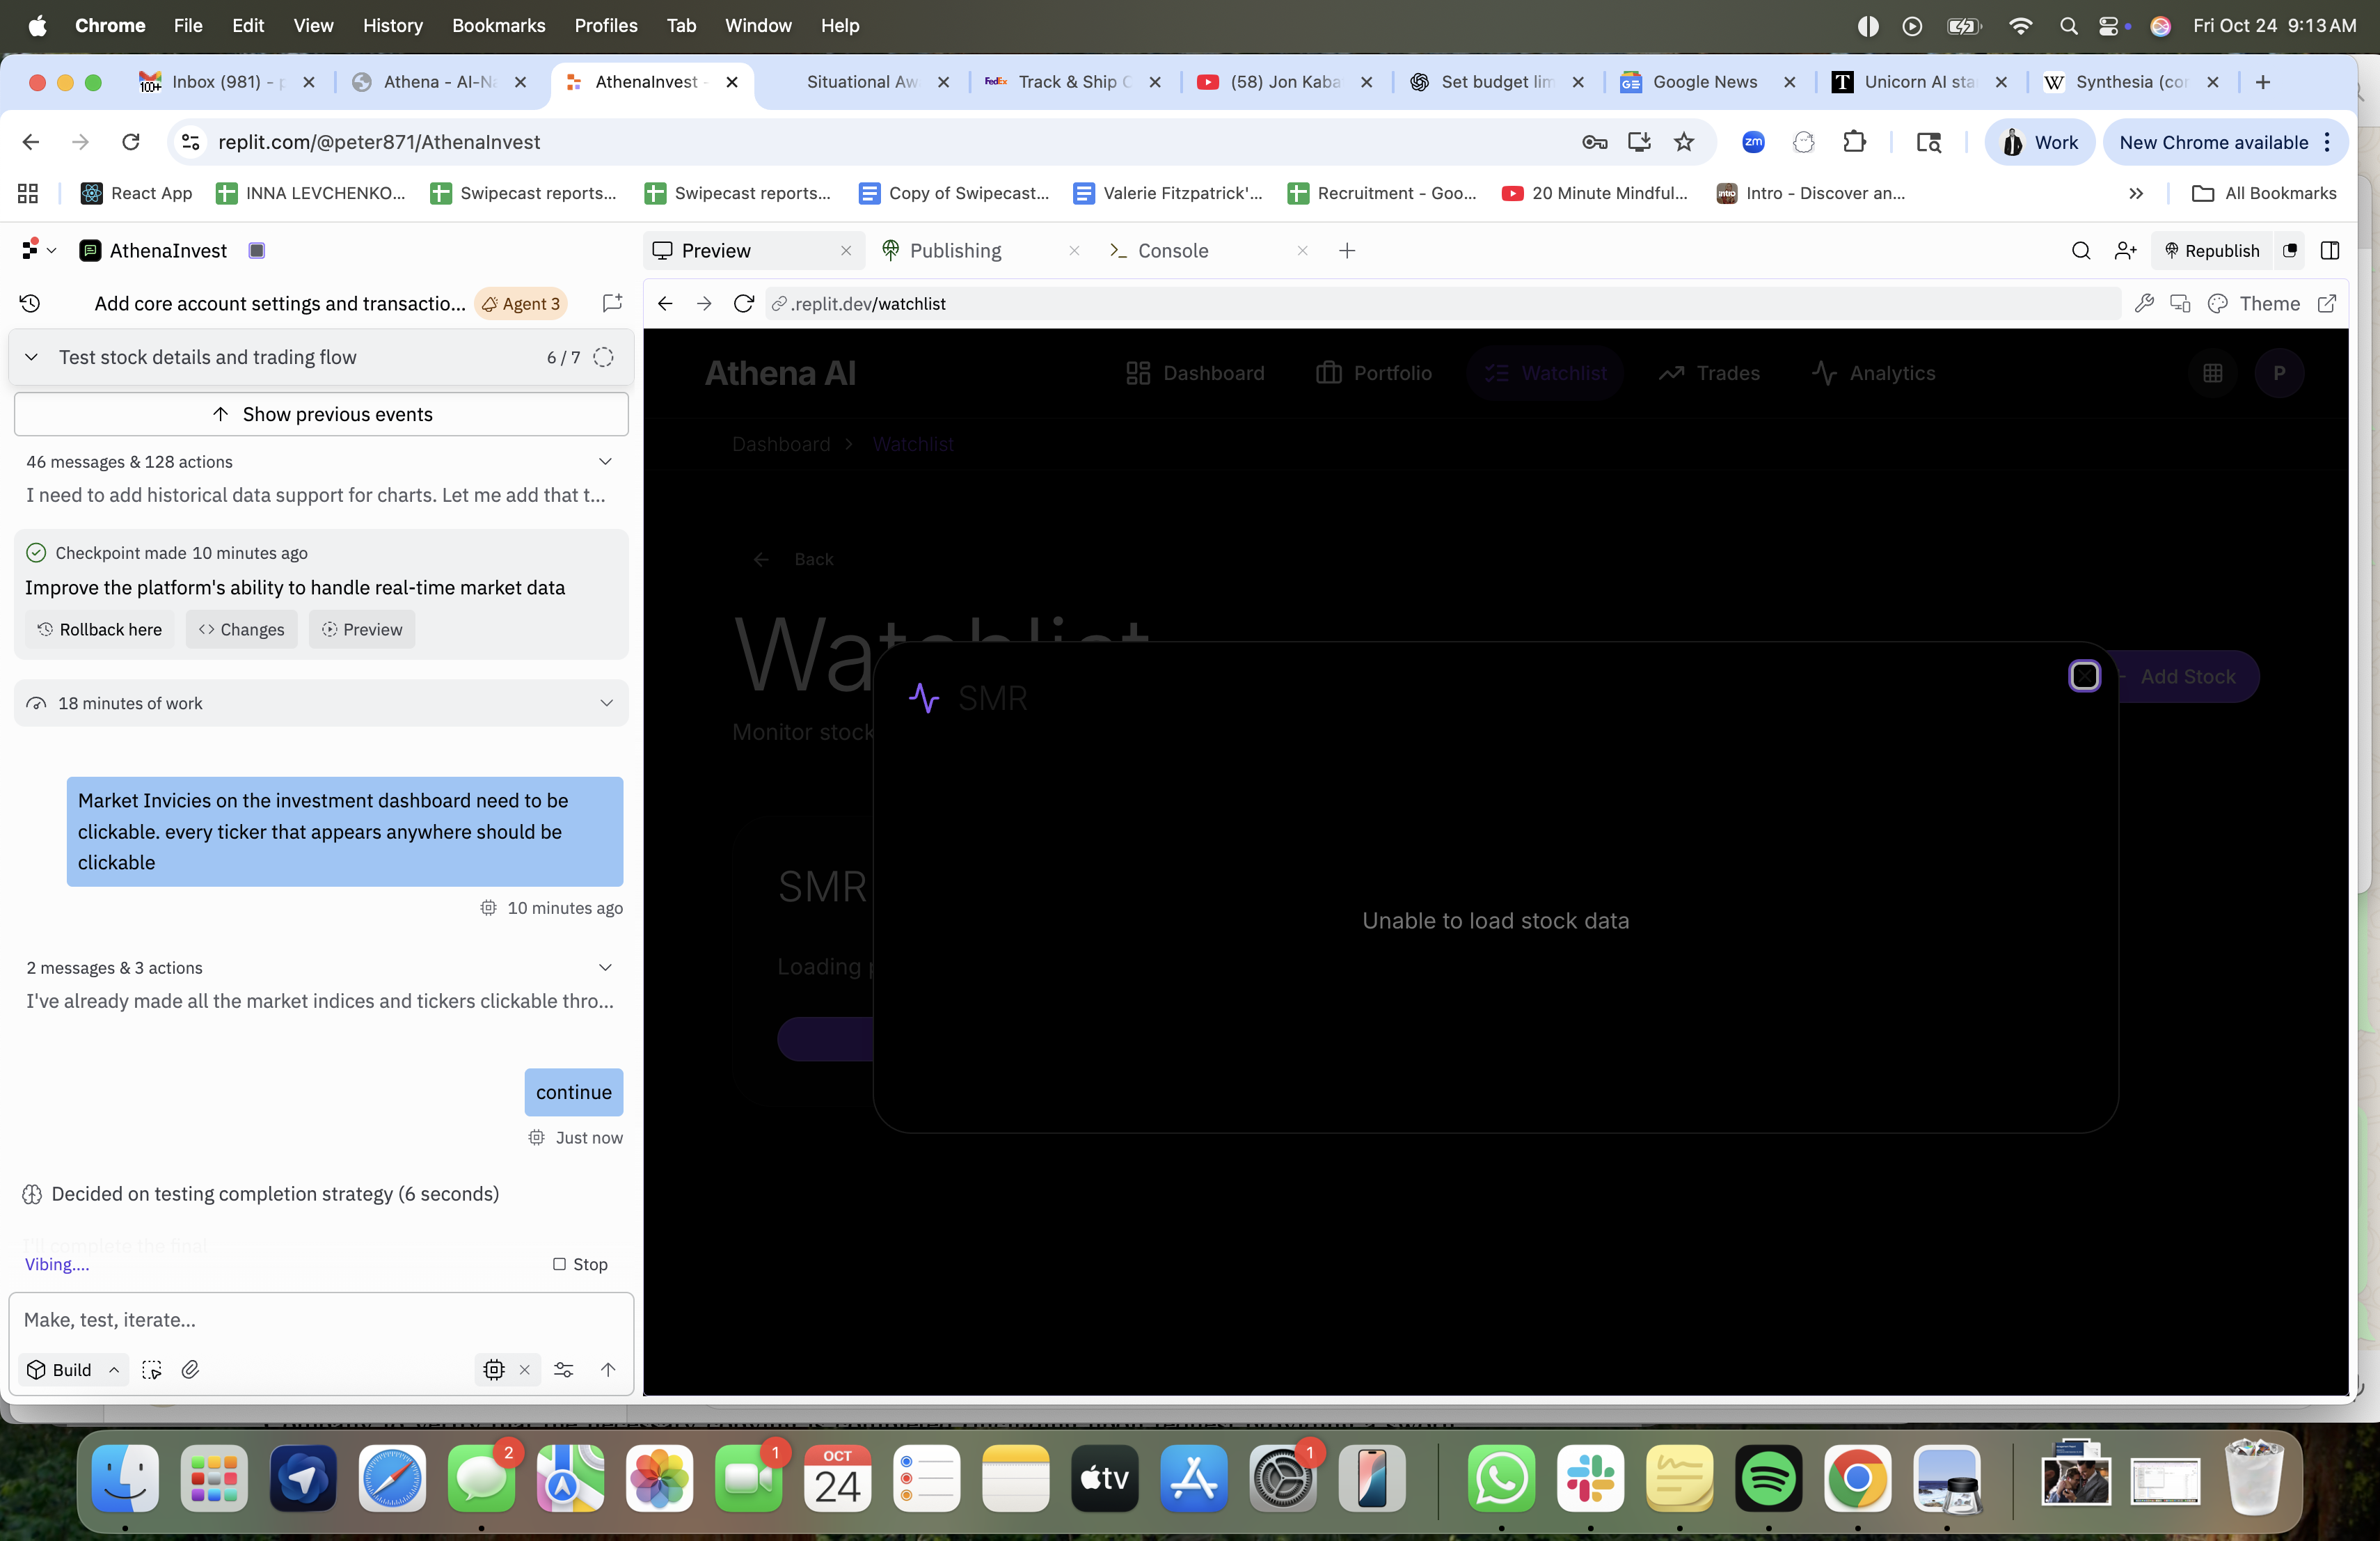 Chrome File Edit View History Bookmarks Profiles Tab Window Help
Fri Oct 24 9:13 AM
Inbox (981) - p
Athena - AI-Na
AthenaInvest -
Situational Aw
FedEx Track & Ship C
(58) Jon Kaba
Set budget lim
Google News
T Unicorn AI sta
W Synthesia (cor
replit.com/@peter871/AthenaInvest
zm
Work
New Chrome available
React App
INNA LEVCHENKO...
Swipecast reports...
Swipecast reports...
Copy of Swipecast...
Valerie Fitzpatrick'...
Recruitment - Goo...
20 Minute Mindful...
Intro - Discover an...
All Bookmarks
AthenaInvest
Preview
Publishing
Console
Republish
Add core account settings and transactio...
Agent 3
.replit.dev/watchlist
Theme
Test stock details and trading flow
6 / 7
Show previous events
46 messages & 128 actions
I need to add historical data support for charts. Let me add that t...
Checkpoint made 10 minutes ago
Improve the platform's ability to handle real-time market data
Rollback here
Changes
Preview
18 minutes of work
Market Invicies on the investment dashboard need to be
clickable. every ticker that appears anywhere should be
clickable
10 minutes ago
2 messages & 3 actions
I've already made all the market indices and tickers clickable thro...
continue
Just now
Decided on testing completion strategy (6 seconds)
I'll complete the final
Vibing....
Stop
Make, test, iterate...
Build
Athena AI
Dashboard
Portfolio
Watchlist
Trades
Analytics
P
Dashboard > Watchlist
Back
Watchlist
Monitor stock
Add Stock
SMR
Unable to load stock data
SMR
Loading
2
1
OCT
24
tv
1